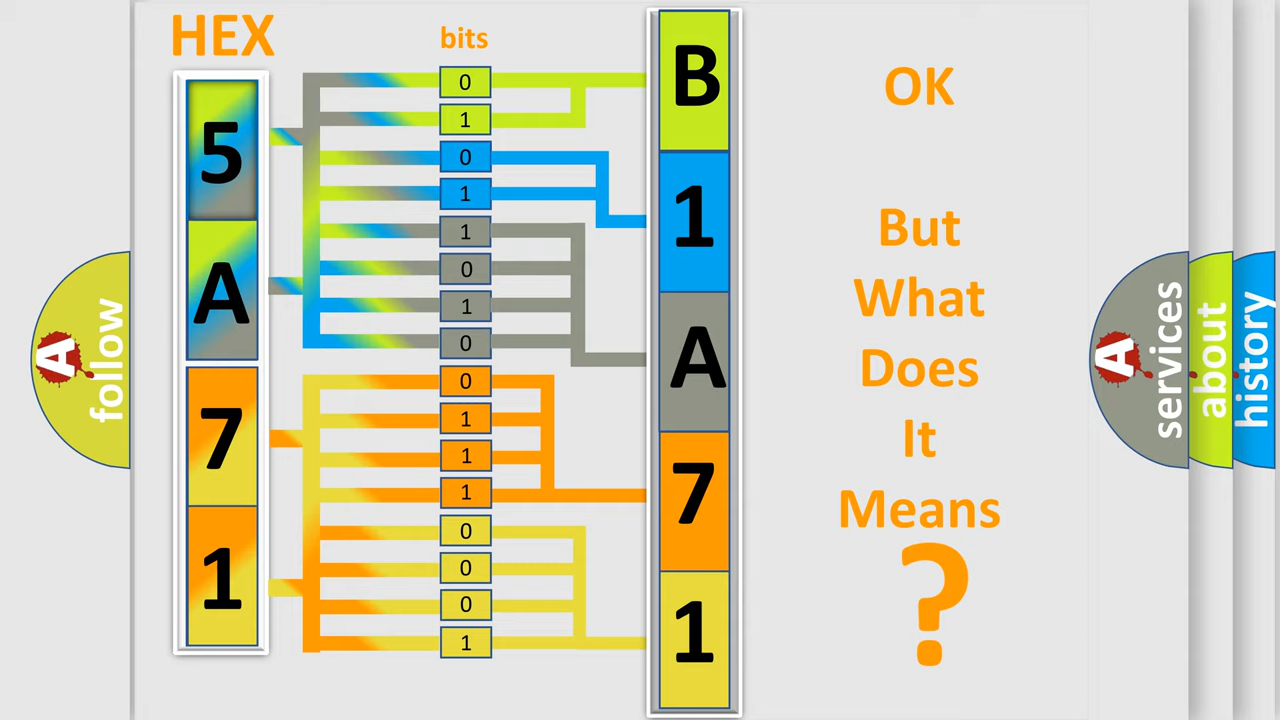 HEX
bits
5
A
7
1
0
1
0
1
1
0
1
0
0
1
1
1
0
0
0
1
B
1
A
7
1
OK
But
What
Does
It
Means
?
A
follow
A
services
about
history